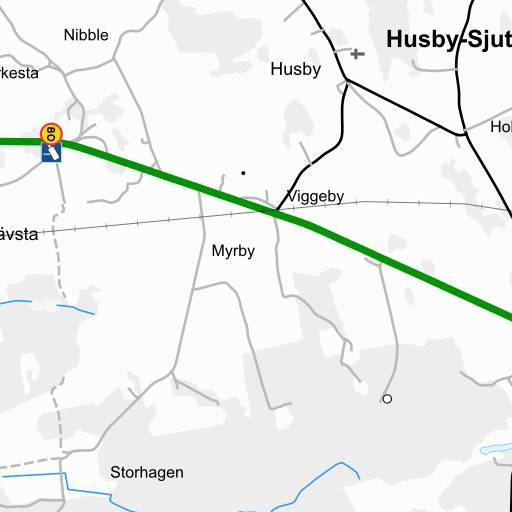 Nibble
Husby-Sjut
rkesta
Husby
80
Hol
Viggeby
ävsta
Myrby
Storhagen